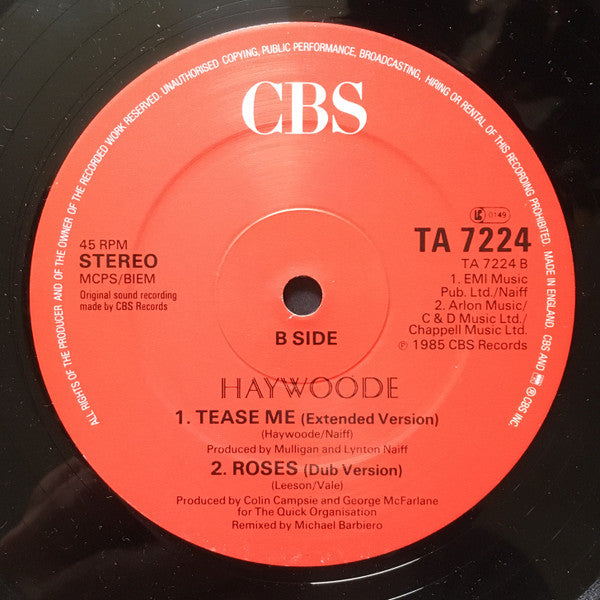 ALL RIGHTS OF THE PRODUCER AND OF THE OWNER OF THE RECORDED WORK RESERVED. UNAUTHORISED COPYING, PUBLIC PERFORMANCE, BROADCASTING, HIRING OR RENTAL OF THIS RECORDING PROHIBITED. MADE IN ENGLAND. CBS AND ® CBS INC.
CBS
45 RPM
STEREO
MCPS/BIEM
Original sound recording
made by CBS Records
LC 0149
TA 7224
TA 7224 B
1. EMI Music
Pub. Ltd./Naiff
2. Arlon Music/
C & D Music Ltd./
Chappell Music Ltd.
℗ 1985 CBS Records
B SIDE
HAYWOODE
1. TEASE ME (Extended Version)
(Haywoode/Naiff)
Produced by Mulligan and Lynton Naiff
2. ROSES (Dub Version)
(Leeson/Vale)
Produced by Colin Campsie and George McFarlane
for The Quick Organisation
Remixed by Michael Barbiero